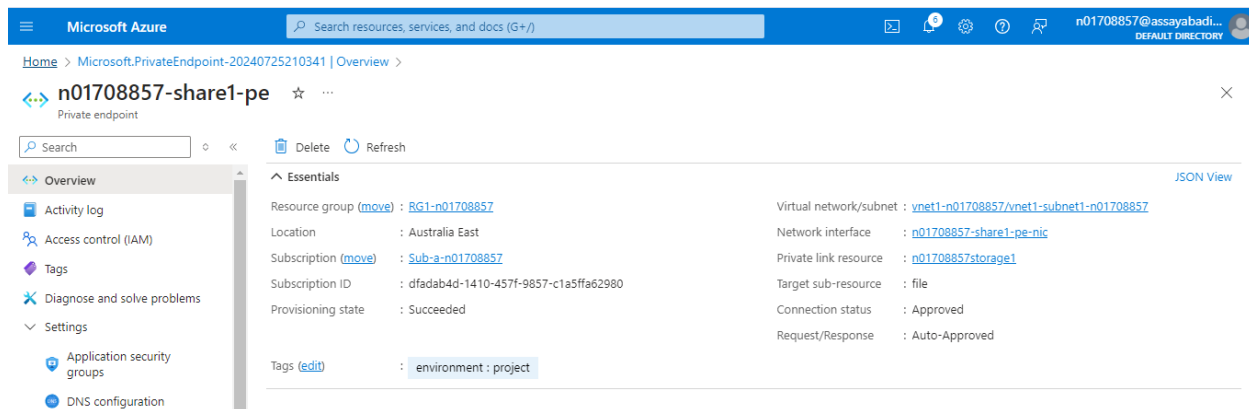 Microsoft Azure
Search resources, services, and docs (G+/)
6
n01708857@assayabadi...
DEFAULT DIRECTORY
Home > Microsoft.PrivateEndpoint-20240725210341 | Overview >
n01708857-share1-pe
Private endpoint
Search
Delete Refresh
Overview
Activity log
Access control (IAM)
Tags
Diagnose and solve problems
Settings
Application security
groups
DNS configuration
Essentials
JSON View
Resource group (move) : RG1-n01708857
Location : Australia East
Subscription (move) : Sub-a-n01708857
Subscription ID : dfadab4d-1410-457f-9857-c1a5ffa62980
Provisioning state : Succeeded
Virtual network/subnet : vnet1-n01708857/vnet1-subnet1-n01708857
Network interface : n01708857-share1-pe-nic
Private link resource : n01708857storage1
Target sub-resource : file
Connection status : Approved
Request/Response : Auto-Approved
Tags (edit) : environment : project